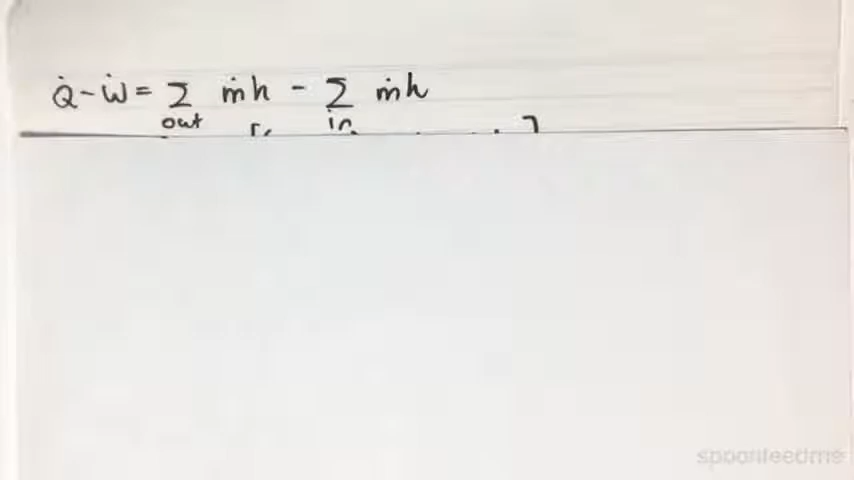 Q̇ - Ẇ = Σ ṁh - Σ ṁh
out in
spoonfeedme